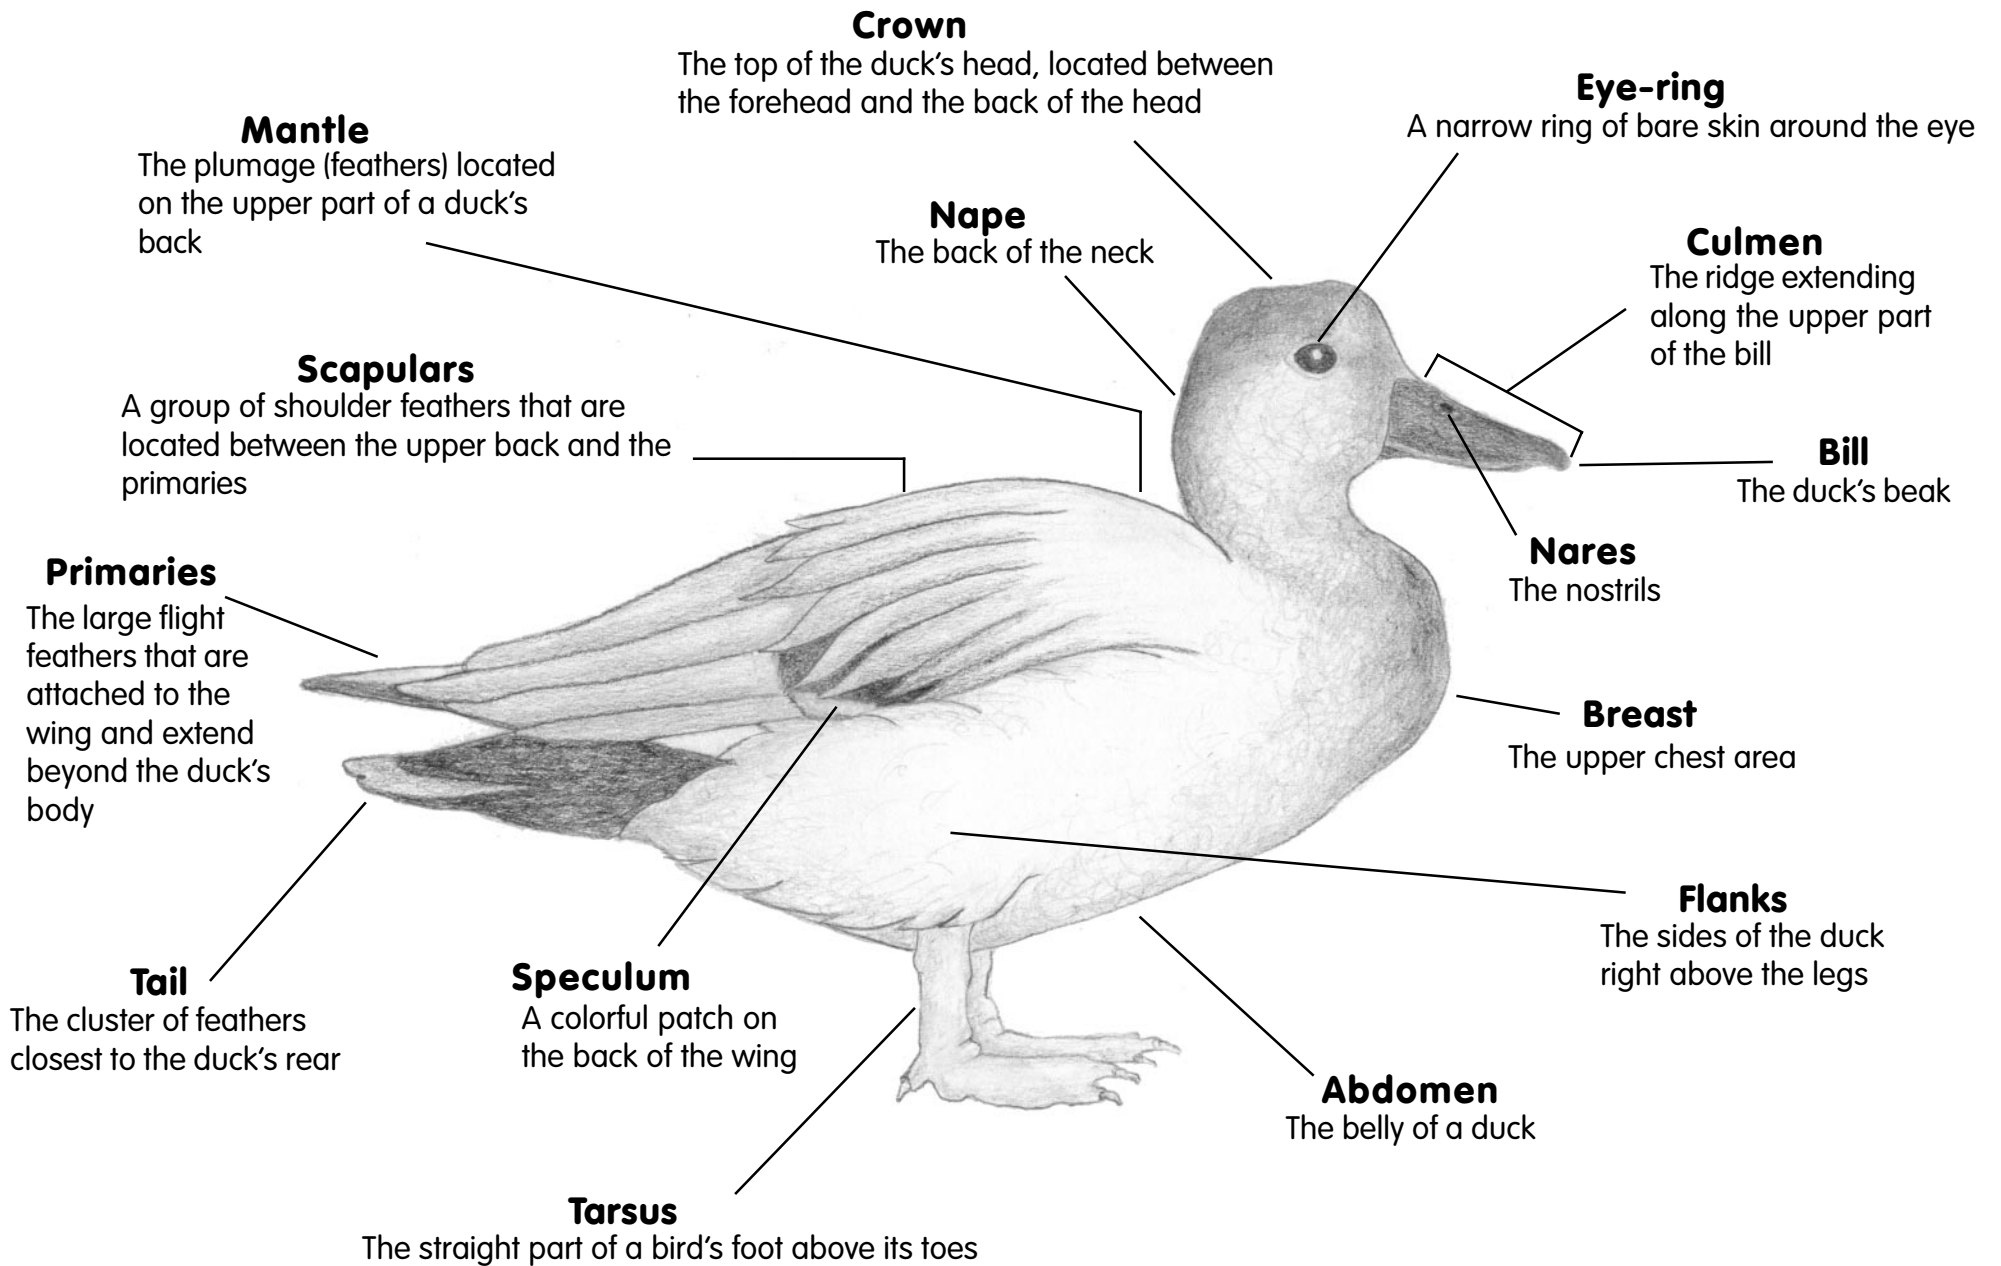 Crown
The top of the duck's head, located between
the forehead and the back of the head
Eye-ring
A narrow ring of bare skin around the eye
Mantle
The plumage (feathers) located
on the upper part of a duck's
back
Nape
The back of the neck
Culmen
The ridge extending
along the upper part
of the bill
Scapulars
A group of shoulder feathers that are
located between the upper back and the
primaries
Bill
The duck's beak
Nares
The nostrils
Primaries
The large flight
feathers that are
attached to the
wing and extend
beyond the duck's
body
Breast
The upper chest area
Flanks
The sides of the duck
right above the legs
Tail
The cluster of feathers
closest to the duck's rear
Speculum
A colorful patch on
the back of the wing
Abdomen
The belly of a duck
Tarsus
The straight part of a bird's foot above its toes